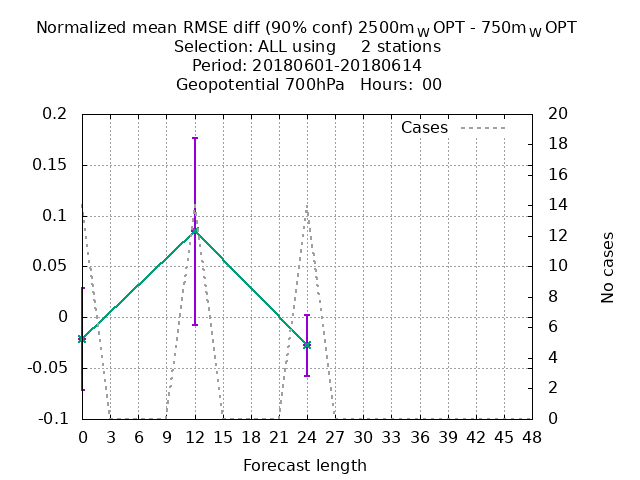 Normalized mean RMSE diff (90% conf) 2500m_W OPT - 750m_W OPT
Selection: ALL using 2 stations
Period: 20180601-20180614
Geopotential 700hPa Hours: 00
Cases
0.2
0.15
0.1
0.05
0
-0.05
-0.1
20
18
16
14
12
10
8
6
4
2
0
No cases
0 3 6 9 12 15 18 21 24 27 30 33 36 39 42 45 48
Forecast length